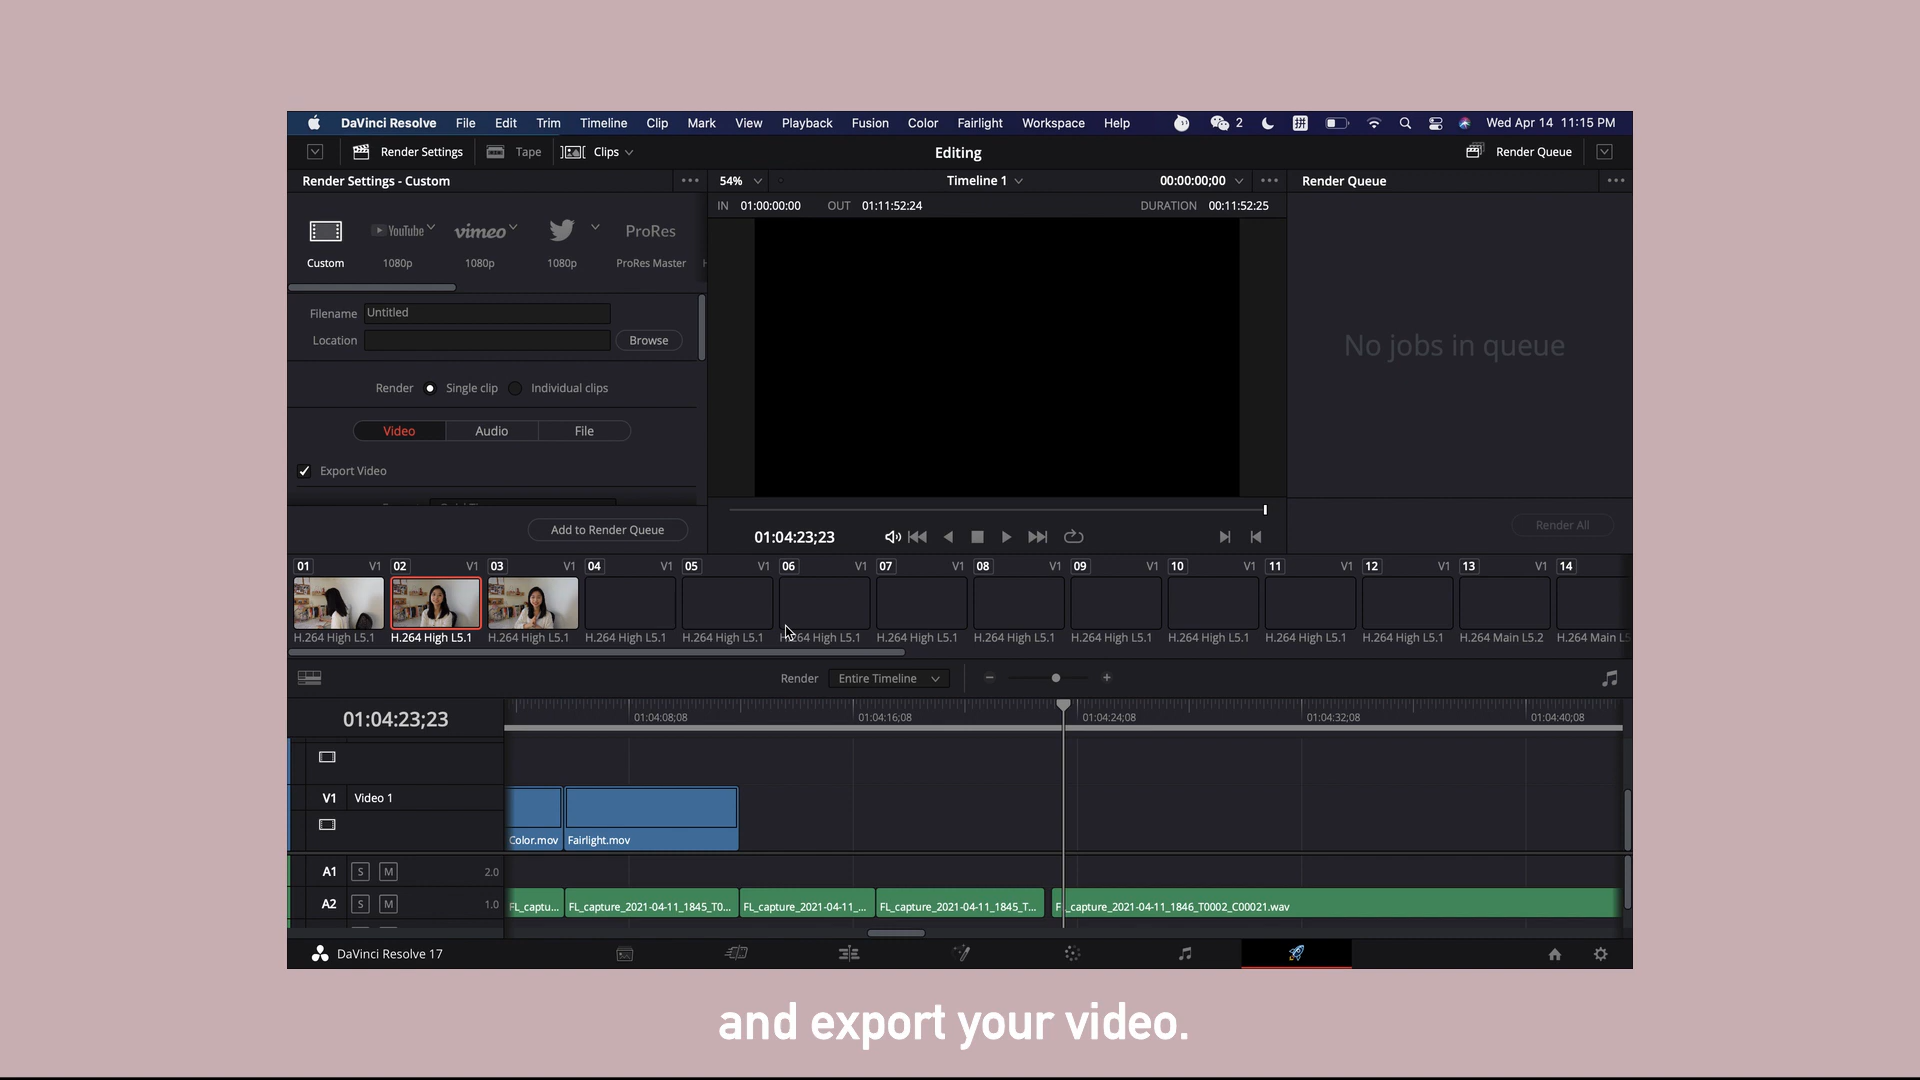 DaVinci Resolve File Edit Trim Timeline Clip Mark View Playback Fusion Color Fairlight Workspace Help 2 拼 Wed Apr 14 11:15 PM
Render Settings Tape Clips Editing Render Queue
Render Settings - Custom 54% Timeline 1 00:00:00;00 Render Queue
IN 01:00:00:00 OUT 01:11:52:24 DURATION 00:11:52:25
YouTube vimeo ProRes
Custom 1080p 1080p 1080p ProRes Master
Filename Untitled
Location Browse
No jobs in queue
Render Single clip Individual clips
Video Audio File
Export Video
Add to Render Queue 01:04:23;23 Render All
01 V1 02 V1 03 V1 04 V1 05 V1 06 V1 07 V1 08 V1 09 V1 10 V1 11 V1 12 V1 13 V1 14
H.264 High L5.1 H.264 High L5.1 H.264 High L5.1 H.264 High L5.1 H.264 High L5.1 H.264 High L5.1 H.264 High L5.1 H.264 High L5.1 H.264 High L5.1 H.264 High L5.1 H.264 High L5.1 H.264 High L5.1 H.264 Main L5.2 H.264 Main L5
Render Entire Timeline
01:04:23;23 01:04:08;08 01:04:16;08 01:04:24;08 01:04:32;08 01:04:40;08
V1 Video 1
Color.mov Fairlight.mov
A1 S M 2.0
A2 S M 1.0 FL_captu... FL_capture_2021-04-11_1845_T0... FL_capture_2021-04-11_... FL_capture_2021-04-11_1845_T... FL_capture_2021-04-11_1846_T0002_C00021.wav
DaVinci Resolve 17
and export your video.